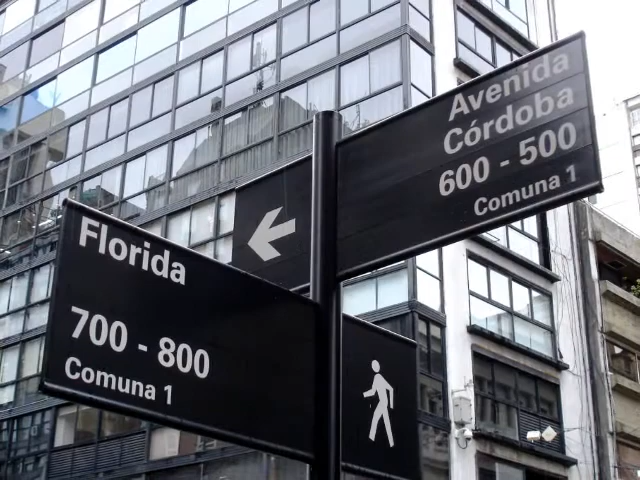 Avenida
Córdoba
600 - 500
Comuna 1
Florida
700 - 800
Comuna 1